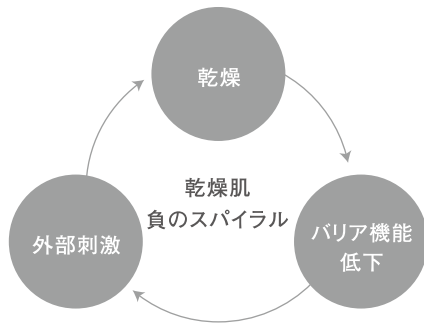 乾燥
乾燥肌
負のスパイラル
外部刺激
バリア機能
低下